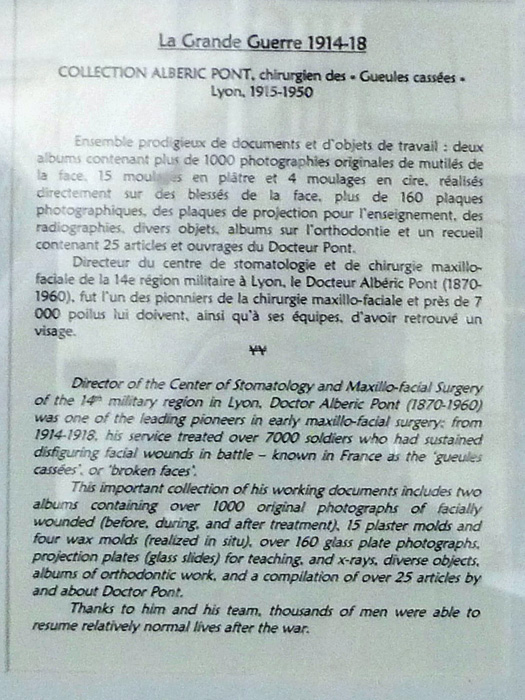 La Grande Guerre 1914-18
COLLECTION ALBERIC PONT, chirurgien des « Gueules cassées »
Lyon, 1915-1950
Ensemble prodigieux de documents et d'objets de travail : deux
albums contenant plus de 1000 photographies originales de mutilés de
la face, 15 moulages en plâtre et 4 moulages en cire, réalisés
directement sur des blessés de la face, plus de 160 plaques
photographiques, des plaques de projection pour l'enseignement, des
radiographies, divers objets, albums sur l'orthodontie et un recueil
contenant 25 articles et ouvrages du Docteur Pont.
Directeur du centre de stomatologie et de chirurgie maxillo-
faciale de la 14e région militaire à Lyon, le Docteur Albéric Pont (1870-
1960), fut l'un des pionniers de la chirurgie maxillo-faciale et près de 7
000 poilus lui doivent, ainsi qu'à ses équipes, d'avoir retrouvé un
visage.
Director of the Center of Stomatology and Maxillo-facial Surgery
of the 14th military region in Lyon, Doctor Alberic Pont (1870-1960)
was one of the leading pioneers in early maxillo-facial surgery; from
1914-1918, his service treated over 7000 soldiers who had sustained
disfiguring facial wounds in battle – known in France as the 'gueules
cassées', or 'broken faces'.
This important collection of his working documents includes two
albums containing over 1000 original photographs of facially
wounded (before, during, and after treatment), 15 plaster molds and
four wax molds (realized in situ), over 160 glass plate photographs,
projection plates (glass slides) for teaching, and x-rays, diverse objects,
albums of orthodontic work, and a compilation of over 25 articles by
and about Doctor Pont.
Thanks to him and his team, thousands of men were able to
resume relatively normal lives after the war.